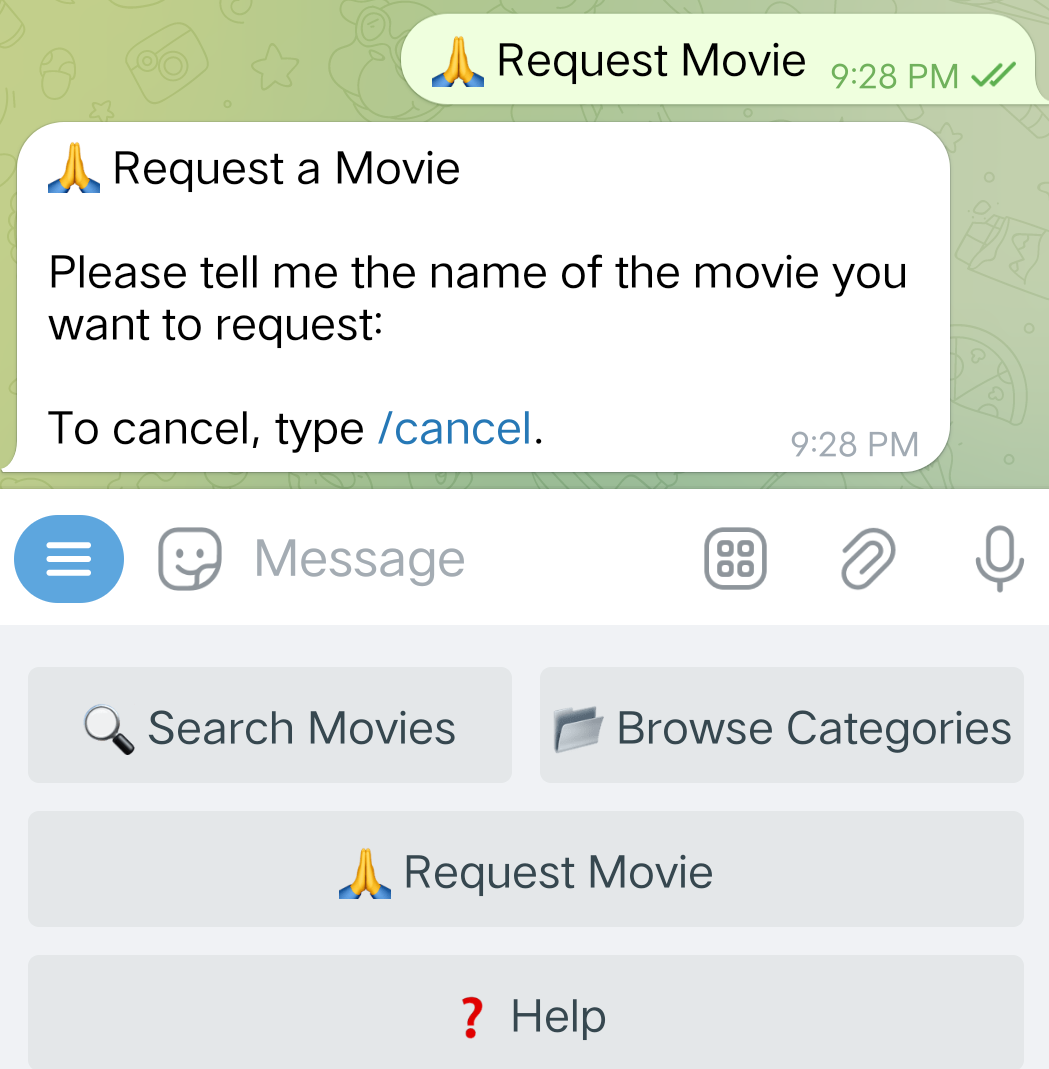 🙏 Request Movie 9:28 PM
🙏 Request a Movie
Please tell me the name of the movie you
want to request:
To cancel, type /cancel.
9:28 PM
Message
🔍 Search Movies
📂 Browse Categories
🙏 Request Movie
❓ Help